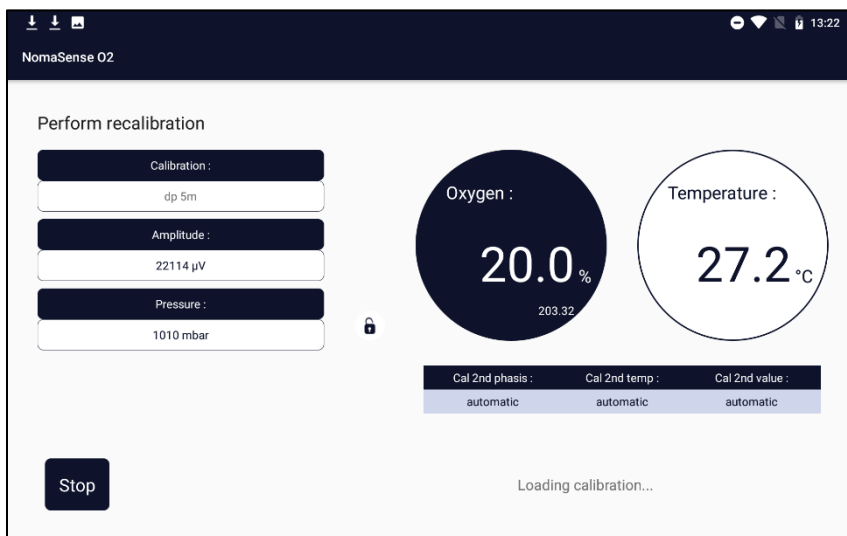 13:22
NomaSense O2
Perform recalibration
Calibration :
dp 5m
Amplitude :
22114 µV
Pressure :
1010 mbar
Oxygen :
20.0 %
203.32
Temperature :
27.2 °C
Cal 2nd phasis : Cal 2nd temp : Cal 2nd value :
automatic automatic automatic
Stop
Loading calibration...